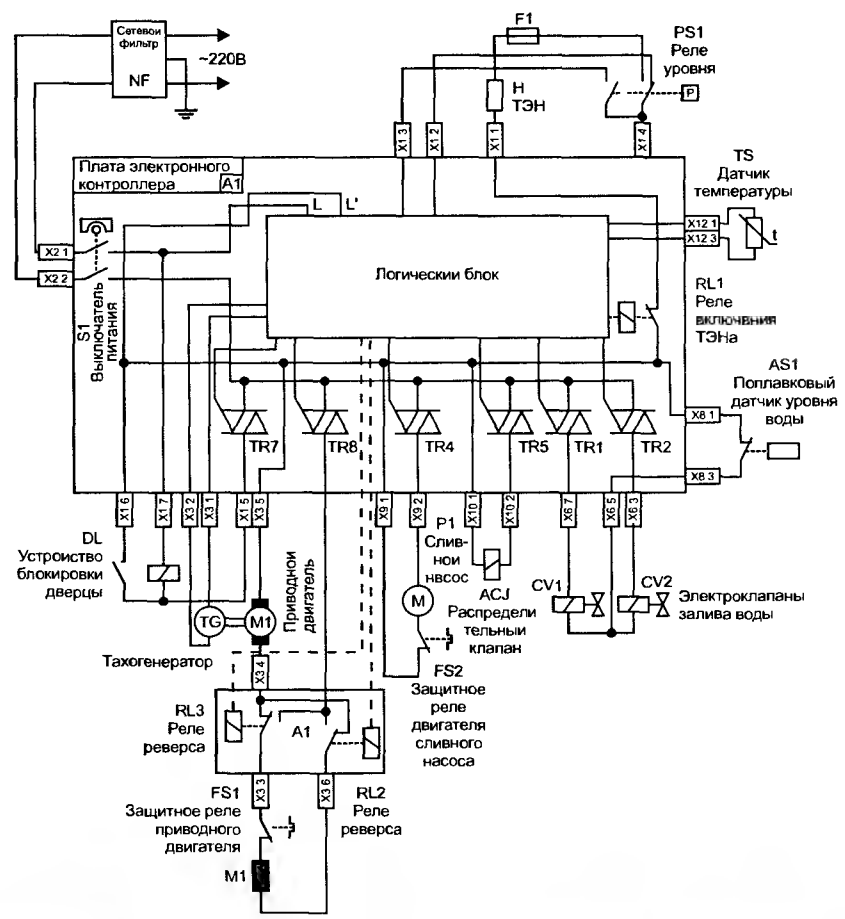 Сетевой
фильтр
NF
~220В
F1
H
ТЭН
PS1
Реле
уровня
P
X1 3
X1 2
X1 1
X1 4
Плата электронного
контроллера A1
L L'
TS
Датчик
температуры
X12 1
X12 3
t
X2 1
X2 2
S1
Выключатель
питания
Логическии блок
RL1
Реле
включения
ТЭНа
AS1
Поплавковый
датчик уровня
воды
X8 1
X8 3
TR7
TR8
TR4
TR5
TR1
TR2
X1 6
X1 7
X3 2
X3 1
X1 5
X3 5
X9 1
X9 2
X10 1
X10 2
X6 7
X6 5
X6 3
DL
Устроиство
блокировки
дверцы
TG
M1
Приводнои
двигатель
Тахогенератор
P1
Слив-
нои
нвсос
M
ACJ
Распредели
тельный
клапан
CV1
CV2
Электроклапаны
залива воды
FS2
Защитное
реле
двигателя
сливного
насоса
X3 4
RL3
Реле
реверса
A1
X3 3
X3 6
FS1
Защитное реле
приводного
двигателя
RL2
Реле
реверса
M1